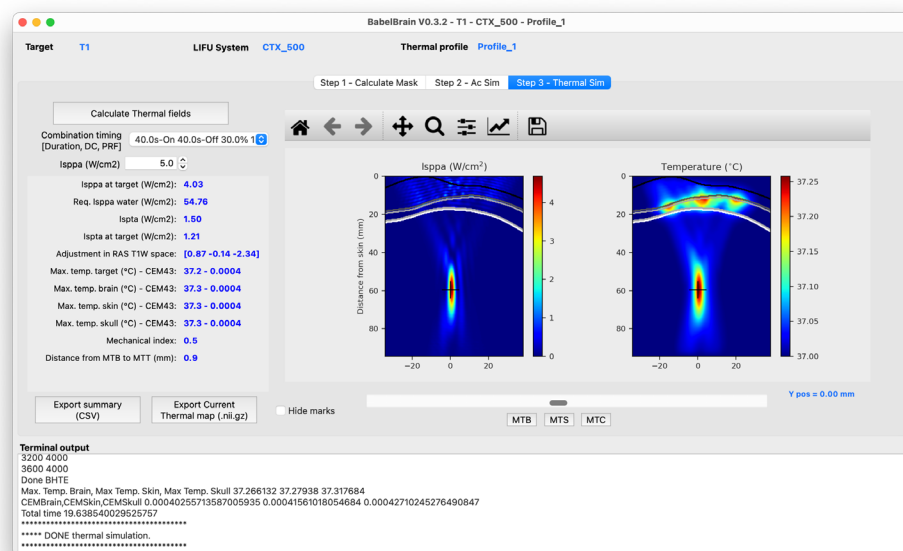 BabelBrain V0.3.2 - T1 - CTX_500 - Profile_1
Target T1 LIFU System CTX_500 Thermal profile Profile_1
Step 1 - Calculate Mask Step 2 - Ac Sim Step 3 - Thermal Sim
Calculate Thermal fields
Combination timing
[Duration, DC, PRF]
40.0s-On 40.0s-Off 30.0% 1
Isppa (W/cm2) 5.0
Isppa at target (W/cm2): 4.03
Req. Isppa water (W/cm2): 54.76
Ispta (W/cm2): 1.50
Ispta at target (W/cm2): 1.21
Adjustment in RAS T1W space: [0.87 -0.14 -2.34]
Max. temp. target (°C) - CEM43: 37.2 - 0.0004
Max. temp. brain (°C) - CEM43: 37.3 - 0.0004
Max. temp. skin (°C) - CEM43: 37.3 - 0.0004
Max. temp. skull (°C) - CEM43: 37.3 - 0.0004
Mechanical index: 0.5
Distance from MTB to MTT (mm): 0.9
Export summary
(CSV)
Export Current
Thermal map (.nii.gz)
Isppa (W/cm²)
Distance from skin (mm)
0
20
40
60
80
−20 0 20
4
3
2
1
0
Temperature (°C)
0
20
40
60
80
−20 0 20
37.25
37.20
37.15
37.10
37.05
37.00
Y pos = 0.00 mm
Hide marks
MTB MTS MTC
Terminal output
3200 4000
3600 4000
Done BHTE
Max. Temp. Brain, Max Temp. Skin, Max Temp. Skull 37.266132 37.27938 37.317684
CEMBrain,CEMSkin,CEMSkull 0.00040255713587005935 0.00041561018054684 0.00042710245276490847
Total time 19.638540029525757
****************************************
***** DONE thermal simulation.
****************************************